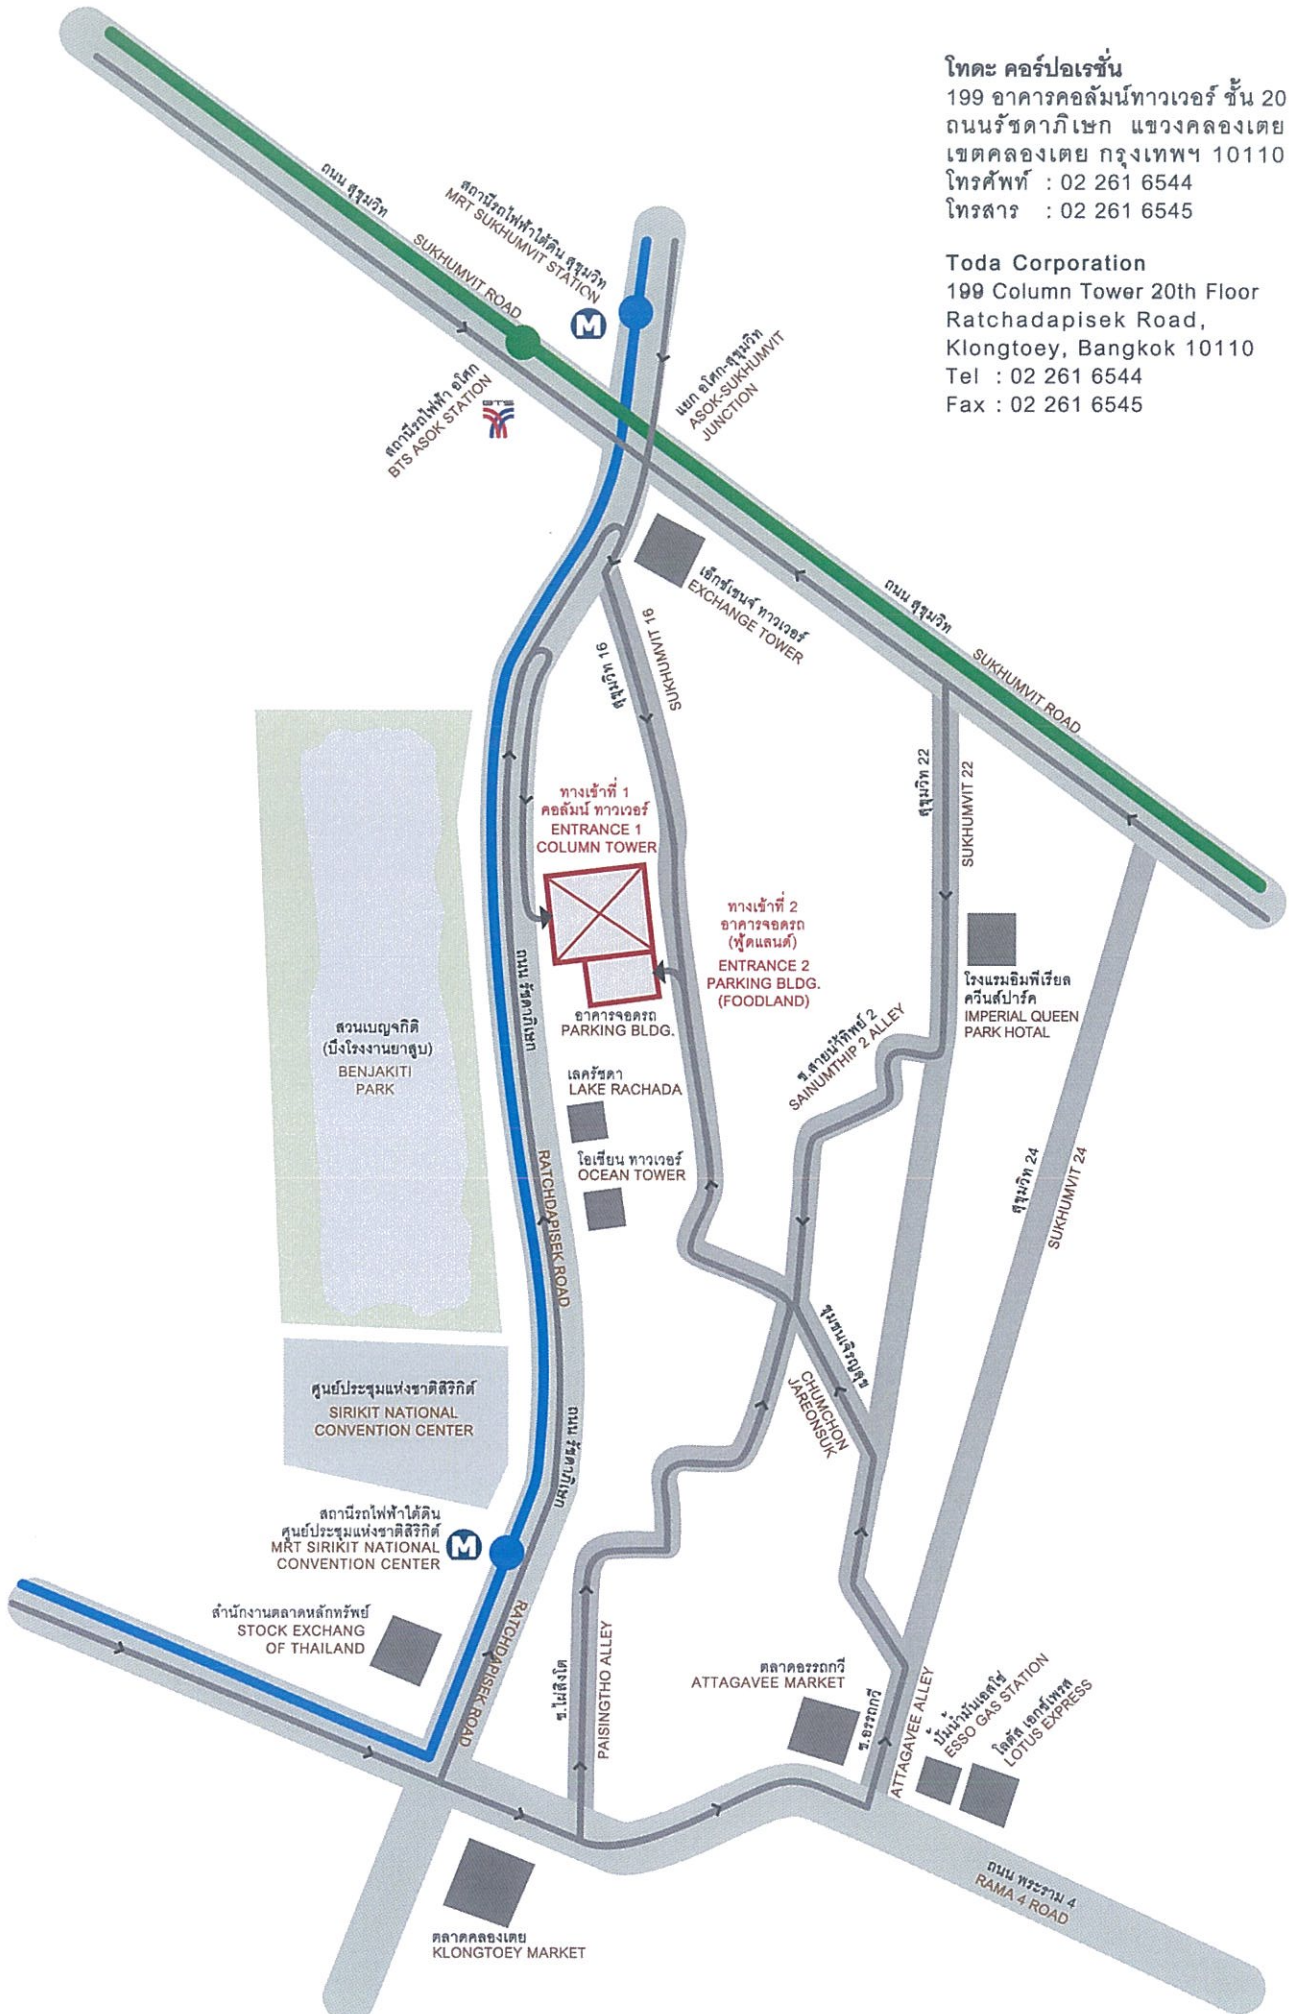 โทดะ คอร์ปอเรชั่น
199 อาคารคอลัมน์ทาวเวอร์ ชั้น 20
ถนนรัชดาภิเษก แขวงคลองเตย
เขตคลองเตย กรุงเทพฯ 10110
โทรศัพท์ : 02 261 6544
โทรสาร : 02 261 6545
Toda Corporation
199 Column Tower 20th Floor
Ratchadapisek Road,
Klongtoey, Bangkok 10110
Tel : 02 261 6544
Fax : 02 261 6545
ถนน สุขุมวิท
SUKHUMVIT ROAD
สถานีรถไฟฟ้าใต้ดิน สุขุมวิท
MRT SUKHUMVIT STATION
M
สถานีรถไฟฟ้า อโศก
BTS ASOK STATION
BTS
แยก อโศก-สุขุมวิท
ASOK-SUKHUMVIT
JUNCTION
เอ็กซ์เชนจ์ ทาวเวอร์
EXCHANGE TOWER
ถนน สุขุมวิท
SUKHUMVIT ROAD
สุขุมวิท 16
SUKHUMVIT 16
สุขุมวิท 22
SUKHUMVIT 22
ทางเข้าที่ 1
คอลัมน์ ทาวเวอร์
ENTRANCE 1
COLUMN TOWER
ทางเข้าที่ 2
อาคารจอดรถ
(ฟู้ดแลนด์)
ENTRANCE 2
PARKING BLDG.
(FOODLAND)
อาคารจอดรถ
PARKING BLDG.
โรงแรมอิมพีเรียล
ควีนส์ปาร์ค
IMPERIAL QUEEN
PARK HOTAL
ถนน รัชดาภิเษก
สวนเบญจกิติ
(บึงโรงงานยาสูบ)
BENJAKITI
PARK
เลครัชดา
LAKE RACHADA
ซ.สายน้ำทิพย์ 2
SAINUMTHIP 2 ALLEY
โอเชียน ทาวเวอร์
OCEAN TOWER
RATCHDAPISEK ROAD
สุขุมวิท 24
SUKHUMVIT 24
ชุมชนเจริญสุข
CHUMCHON
JAREONSUK
ศูนย์ประชุมแห่งชาติสิริกิติ์
SIRIKIT NATIONAL
CONVENTION CENTER
ถนน รัชดาภิเษก
สถานีรถไฟฟ้าใต้ดิน
ศูนย์ประชุมแห่งชาติสิริกิติ์
MRT SIRIKIT NATIONAL
CONVENTION CENTER
M
สำนักงานตลาดหลักทรัพย์
STOCK EXCHANG
OF THAILAND
RATCHDAPISEK ROAD
ซ.ไผ่สิงโต
PAISINGTHO ALLEY
ตลาดอรรถกวี
ATTAGAVEE MARKET
ซ.อรรถกวี
ATTAGAVEE ALLEY
ปั๊มน้ำมันเอสโซ่
ESSO GAS STATION
โลตัส เอกซ์เพรส
LOTUS EXPRESS
ถนน พระราม 4
RAMA 4 ROAD
ตลาดคลองเตย
KLONGTOEY MARKET